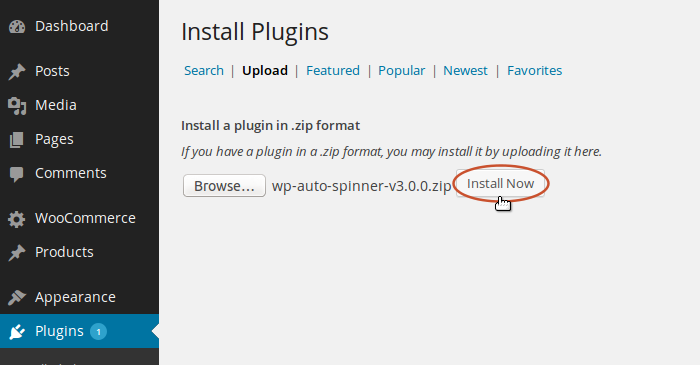 Dashboard
Posts
Media
Pages
Comments
WooCommerce
Products
Appearance
Plugins 1
Install Plugins
Search | Upload | Featured | Popular | Newest | Favorites
Install a plugin in .zip format
If you have a plugin in a .zip format, you may install it by uploading it here.
Browse... wp-auto-spinner-v3.0.0.zip Install Now